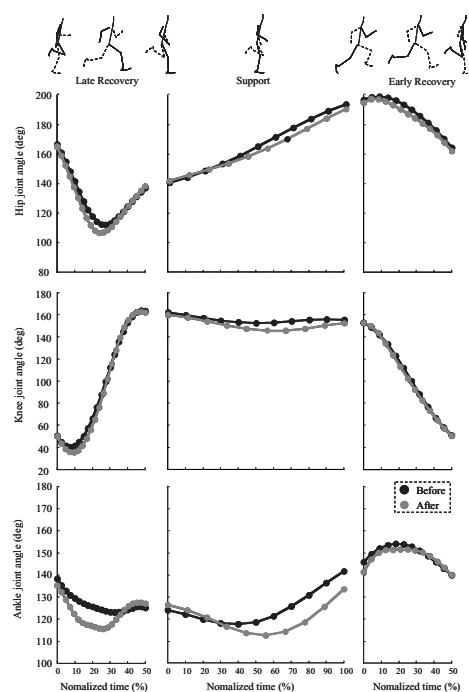 Late Recovery
Support
Early Recovery
Hip joint angle (deg)
200
180
160
140
120
100
80
Knee joint angle (deg)
180
160
140
120
100
80
60
40
20
Before
After
Ankle joint angle (deg)
180
170
160
150
140
130
120
110
100
0 10 20 30 40 50
0 10 20 30 40 50 60 70 80 90 100
0 10 20 30 40 50
Nomalized time (%)
Nomalized time (%)
Nomalized time (%)